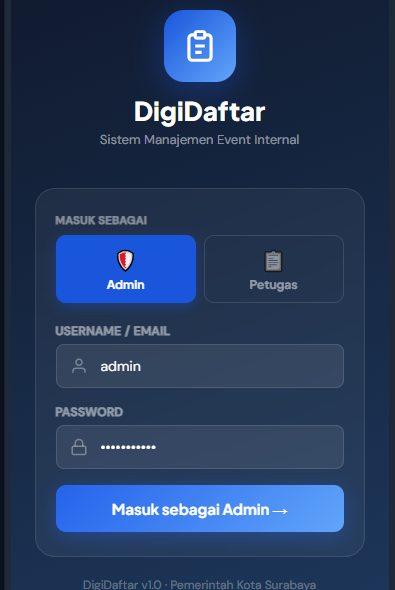 DigiDaftar
Sistem Manajemen Event Internal
MASUK SEBAGAI
Admin
Petugas
USERNAME / EMAIL
admin
PASSWORD
•••••••••••
Masuk sebagai Admin →
DigiDaftar v1.0 · Pemerintah Kota Surabaya